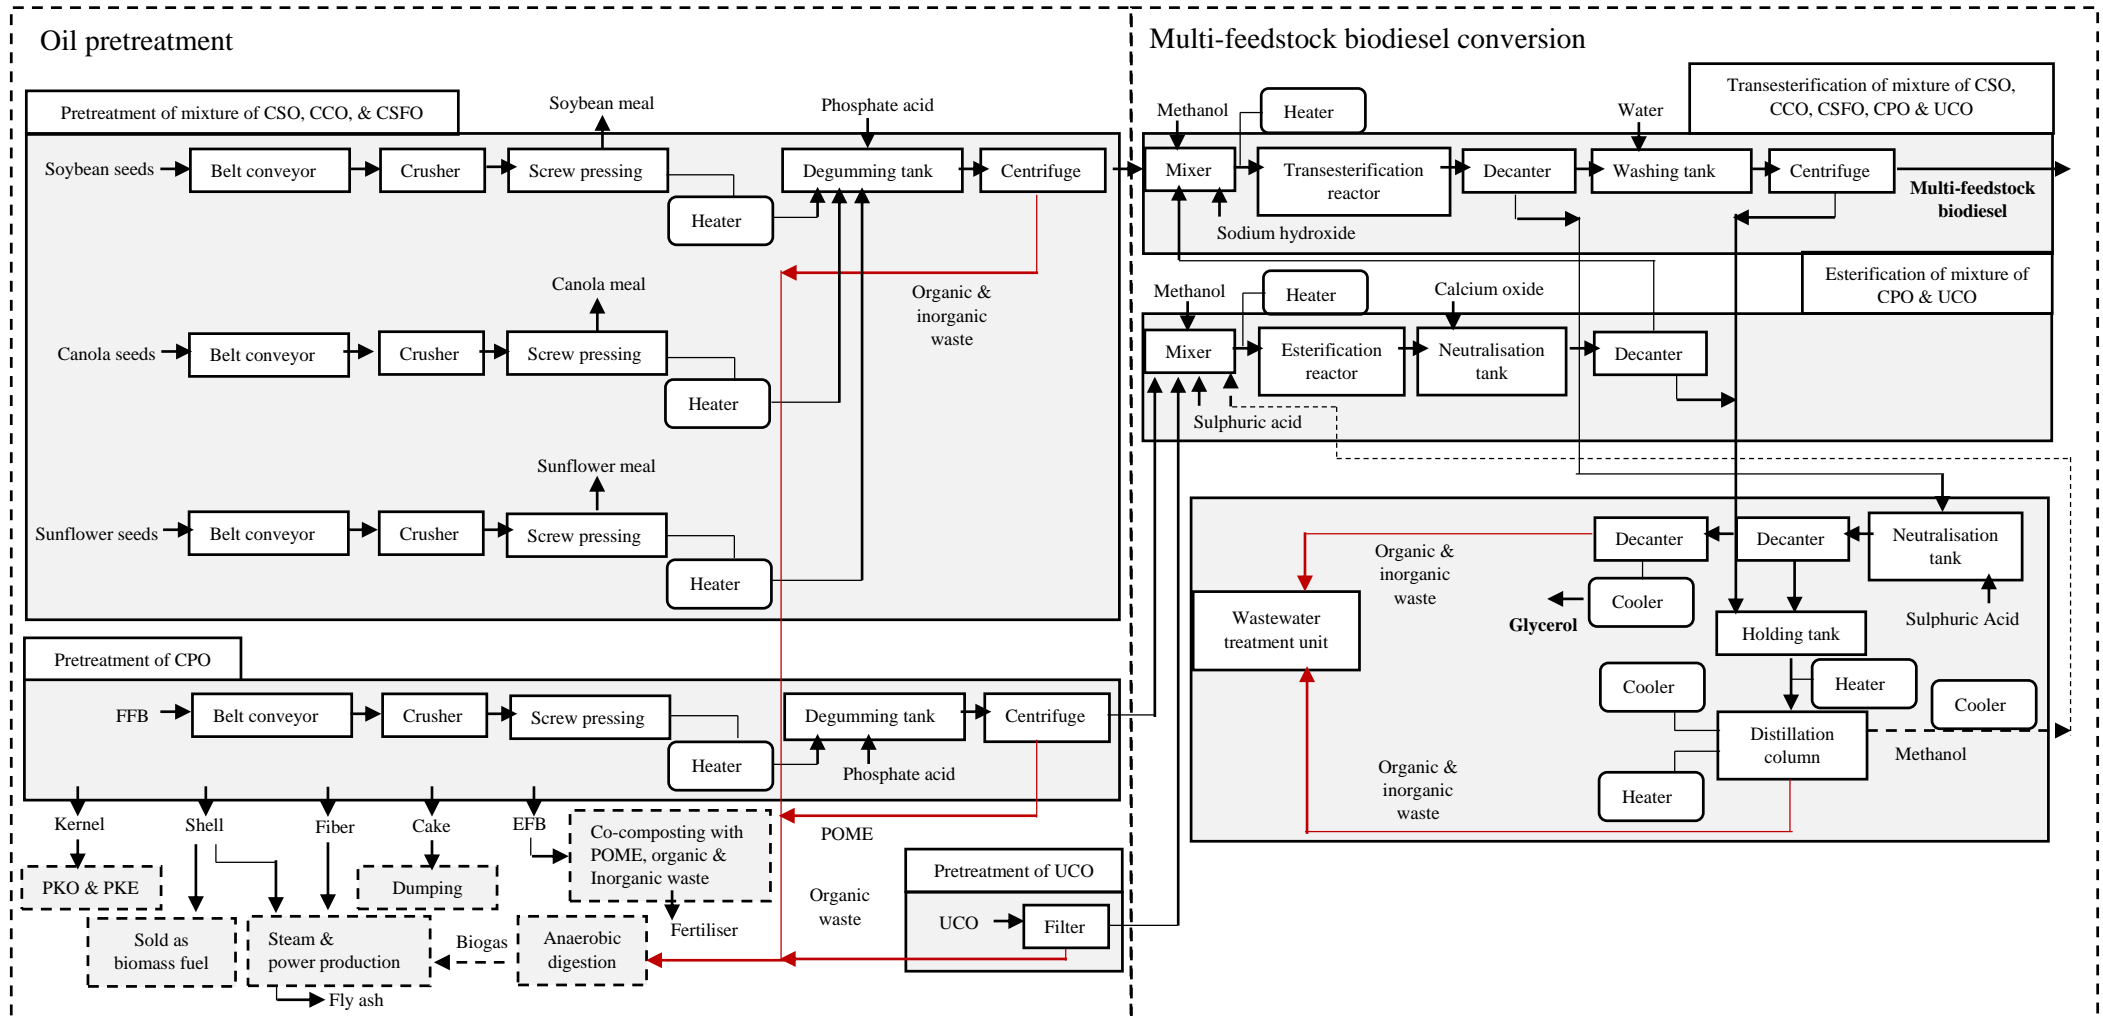 Oil pretreatment
Multi-feedstock biodiesel conversion
Pretreatment of mixture of CSO, CCO, & CSFO
Soybean meal
Phosphate acid
Soybean seeds
Belt conveyor
Crusher
Screw pressing
Heater
Degumming tank
Centrifuge
Organic &
inorganic
waste
Canola meal
Canola seeds
Belt conveyor
Crusher
Screw pressing
Heater
Sunflower meal
Sunflower seeds
Belt conveyor
Crusher
Screw pressing
Heater
Pretreatment of CPO
FFB
Belt conveyor
Crusher
Screw pressing
Heater
Degumming tank
Centrifuge
Phosphate acid
Kernel
Shell
Fiber
Cake
EFB
POME
PKO & PKE
Dumping
Co-composting with
POME, organic &
Inorganic waste
Fertiliser
Sold as
biomass fuel
Steam &
power production
Biogas
Anaerobic
digestion
Fly ash
Organic
waste
Pretreatment of UCO
UCO
Filter
Transesterification of mixture of CSO,
CCO, CSFO, CPO & UCO
Methanol
Heater
Water
Mixer
Transesterification
reactor
Decanter
Washing tank
Centrifuge
Multi-feedstock
biodiesel
Sodium hydroxide
Esterification of mixture of
CPO & UCO
Methanol
Heater
Calcium oxide
Mixer
Esterification
reactor
Neutralisation
tank
Decanter
Sulphuric acid
Decanter
Decanter
Neutralisation
tank
Organic &
inorganic
waste
Cooler
Glycerol
Sulphuric Acid
Wastewater
treatment unit
Holding tank
Cooler
Heater
Cooler
Distillation
column
Methanol
Organic &
inorganic
waste
Heater